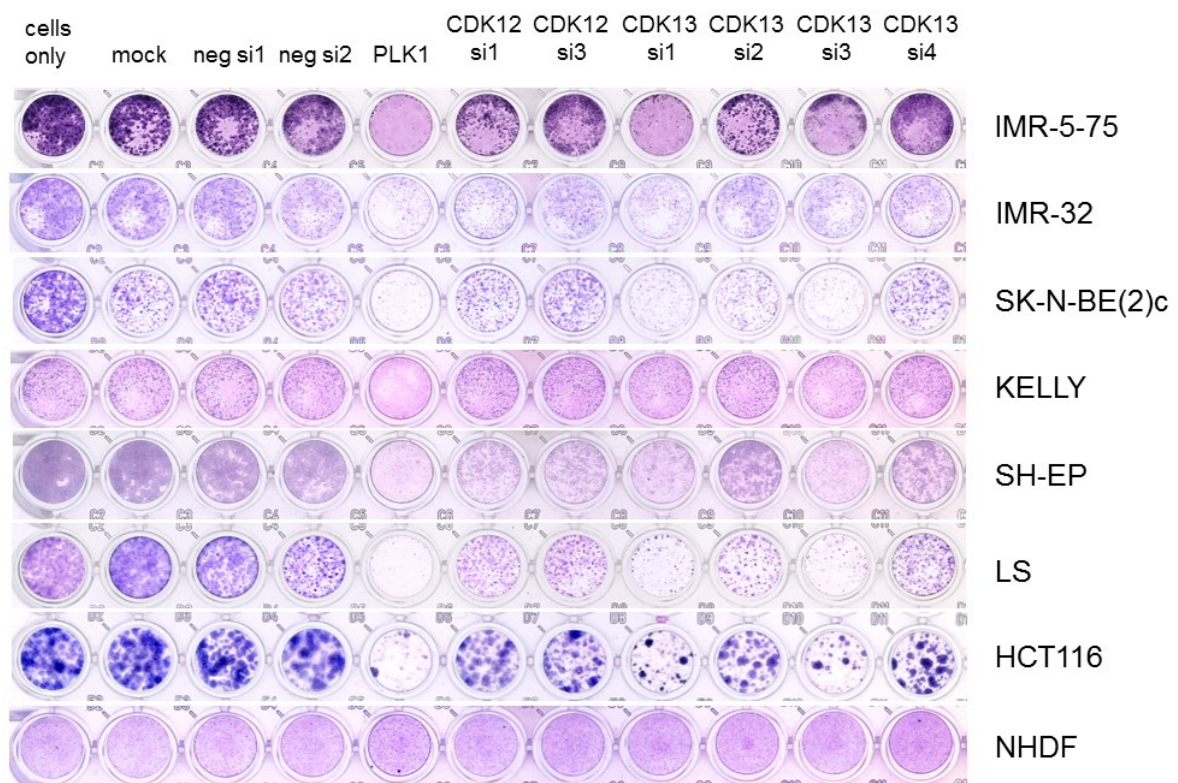 cells only
mock
neg si1
neg si2
PLK1
CDK12 si1
CDK12 si3
CDK13 si1
CDK13 si2
CDK13 si3
CDK13 si4
IMR-5-75
IMR-32
SK-N-BE(2)c
KELLY
SH-EP
LS
HCT116
NHDF